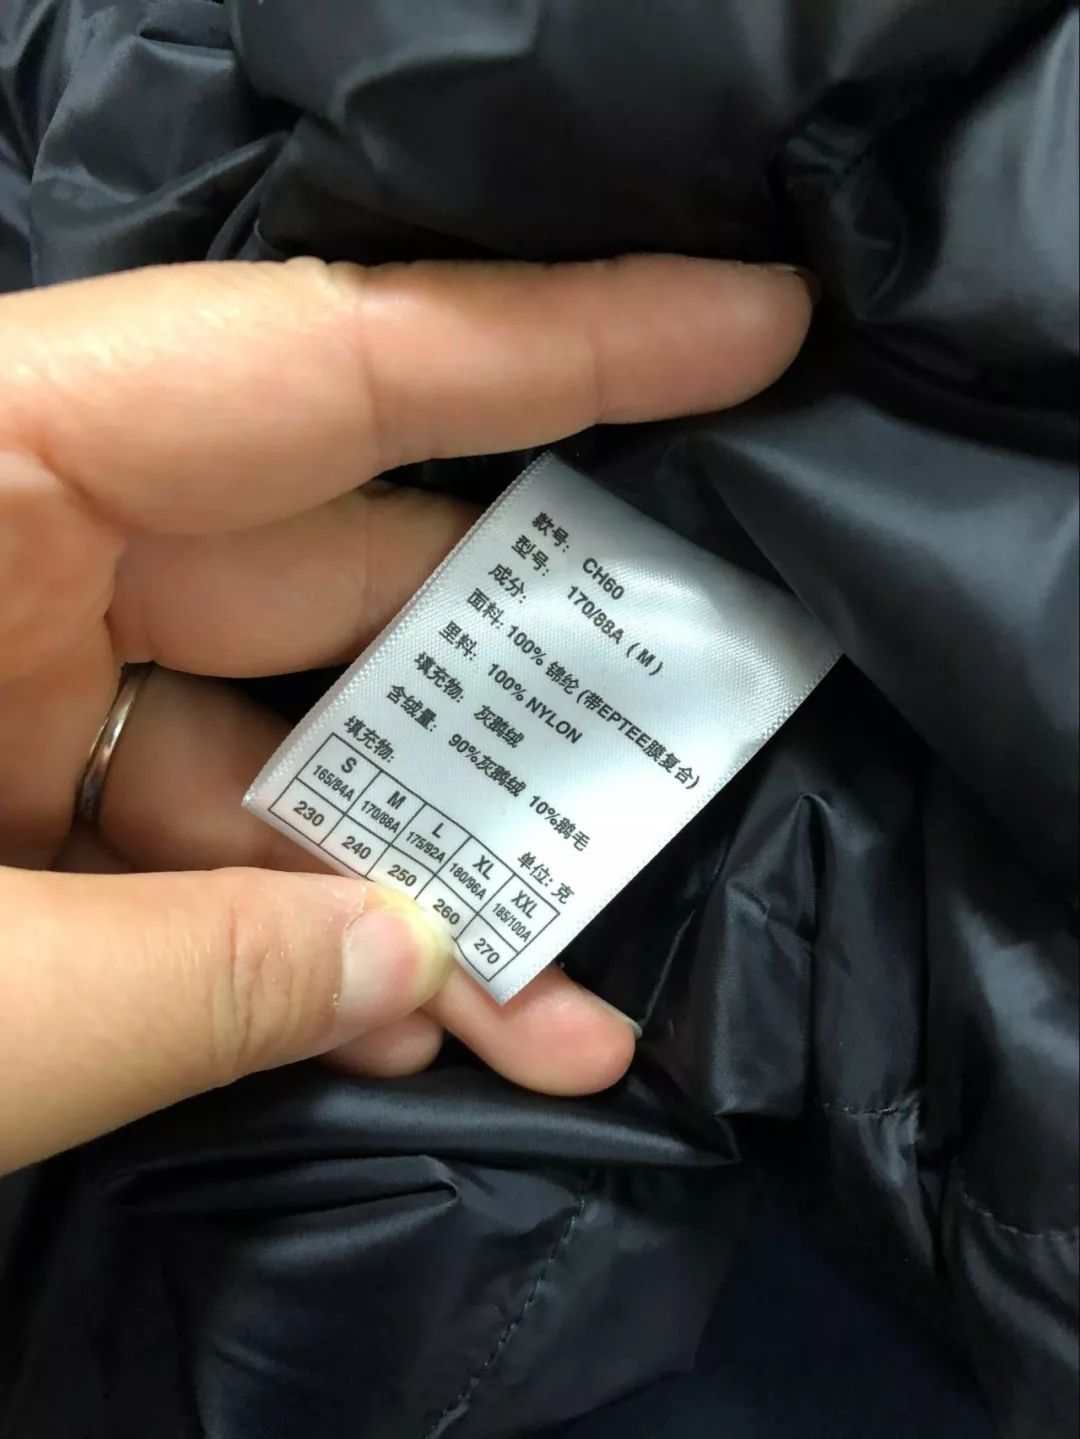 款号: CH60
型号: 170/88A (M)
成分:
面料: 100% 锦纶 (带EPTEE膜复合)
里料: 100% NYLON
填充物: 灰鹅绒
含绒量: 90%灰鹅绒 10%鹅毛
填充物: 单位: 克
S M L XL XXL
165/84A 170/88A 175/92A 180/96A 185/100A
230 240 250 260 270